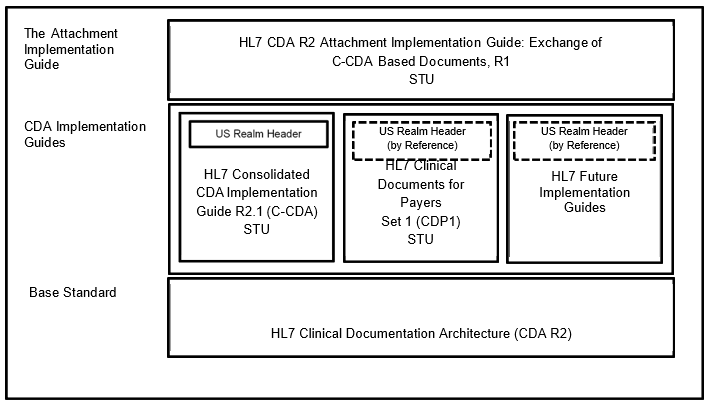 The Attachment
Implementation
Guide
HL7 CDA R2 Attachment Implementation Guide: Exchange of
C-CDA Based Documents, R1
STU
CDA Implementation
Guides
US Realm Header
HL7 Consolidated
CDA Implementation
Guide R2.1 (C-CDA)
STU
US Realm Header
(by Reference)
HL7 Clinical
Documents for
Payers
Set 1 (CDP1)
STU
US Realm Header
(by Reference)
HL7 Future
Implementation
Guides
Base Standard
HL7 Clinical Documentation Architecture (CDA R2)